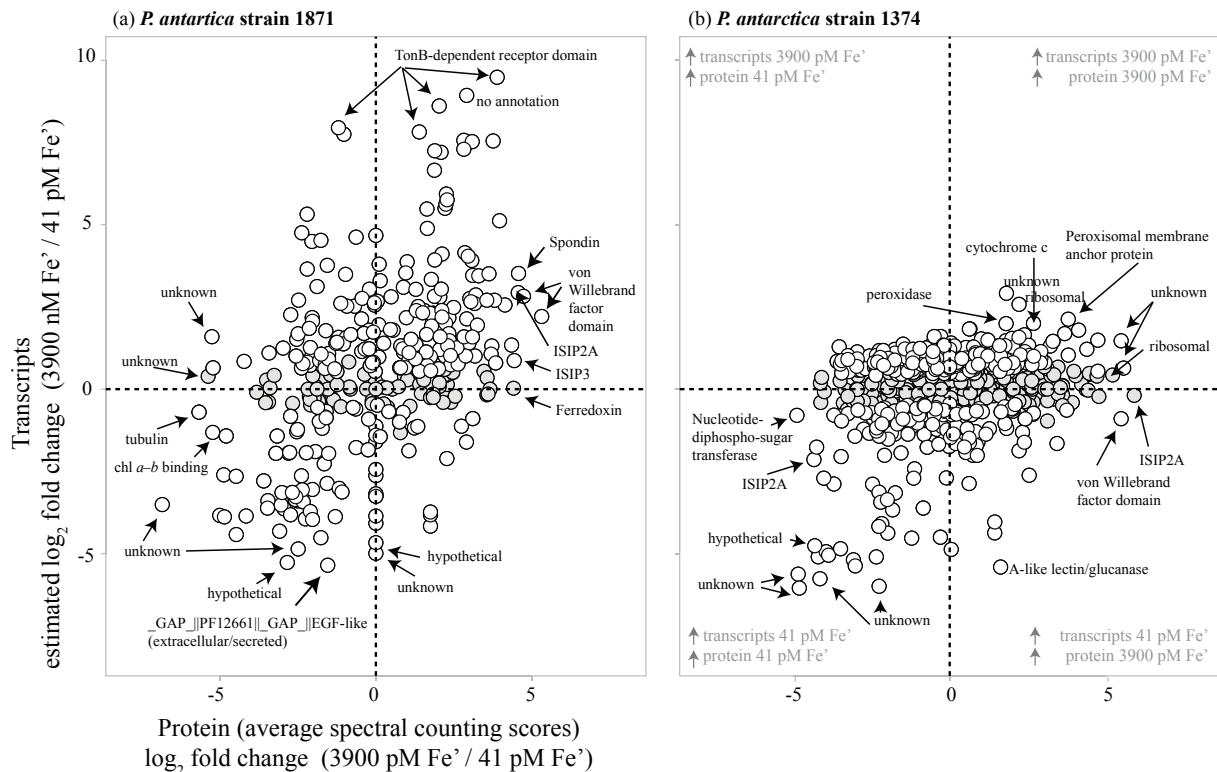 (a) P. antartica strain 1871
(b) P. antarctica strain 1374
Transcripts
estimated log2 fold change (3900 nM Fe’ / 41 pM Fe’)
10
5
0
-5
TonB-dependent receptor domain
no annotation
Spondin
von
Willebrand
factor
domain
ISIP2A
ISIP3
Ferredoxin
unknown
unknown
tubulin
chl a–b binding
unknown
hypothetical
hypothetical
unknown
_GAP_||PF12661||_GAP_||EGF-like
(extracellular/secreted)
-5
0
5
transcripts 3900 pM Fe’
protein 41 pM Fe’
transcripts 3900 pM Fe’
protein 3900 pM Fe’
cytochrome c
Peroxisomal membrane
anchor protein
unknown
ribosomal
peroxidase
unknown
ribosomal
Nucleotide-
diphospho-sugar
transferase
ISIP2A
ISIP2A
von Willebrand
factor domain
hypothetical
unknown
unknown
A-like lectin/glucanase
transcripts 41 pM Fe’
protein 41 pM Fe’
transcripts 41 pM Fe’
protein 3900 pM Fe’
-5
0
5
Protein (average spectral counting scores)
log2 fold change (3900 pM Fe’ / 41 pM Fe’)